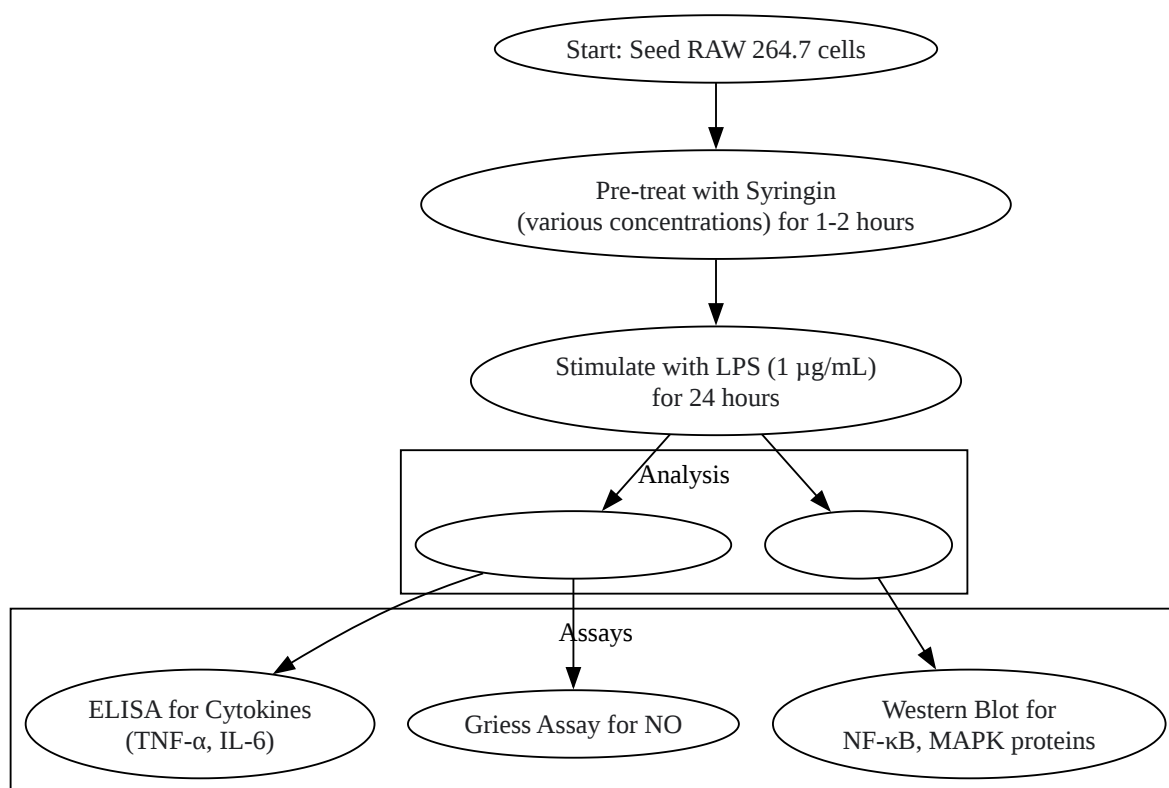 Start: Seed RAW 264.7 cells
Pre-treat with Syringin
(various concentrations) for 1-2 hours
Stimulate with LPS (1 µg/mL)
for 24 hours
Analysis
Assays
ELISA for Cytokines
(TNF-α, IL-6)
Griess Assay for NO
Western Blot for
NF-κB, MAPK proteins